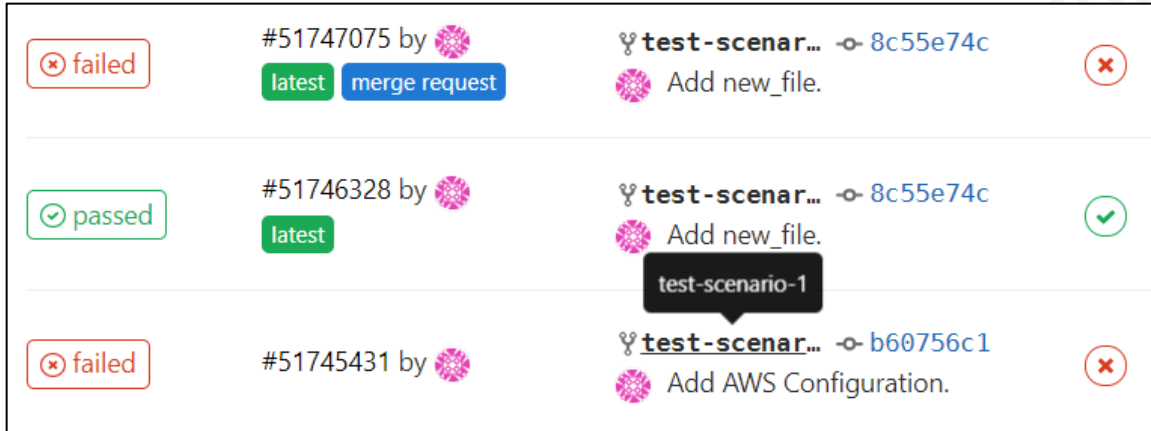 failed
#51747075 by
latest merge request
test-scenar… 8c55e74c
Add new_file.
passed
#51746328 by
latest
test-scenar… 8c55e74c
Add new_file.
test-scenario-1
failed
#51745431 by
test-scenar… b60756c1
Add AWS Configuration.